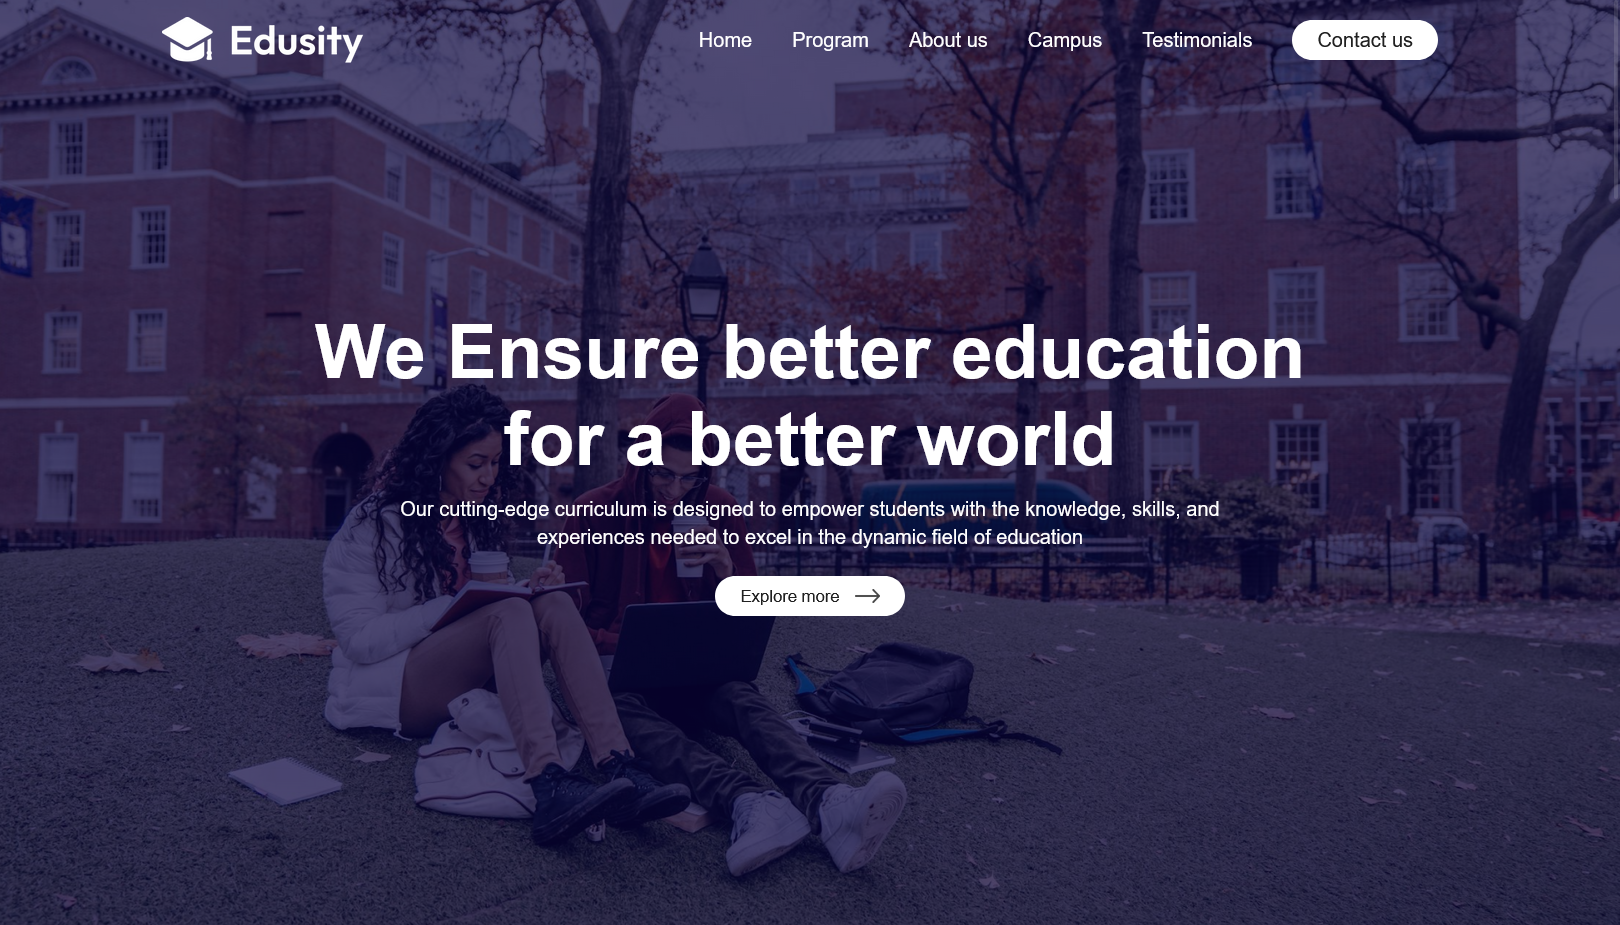 Edusity
Home Program About us Campus Testimonials Contact us
We Ensure better education
for a better world
Our cutting-edge curriculum is designed to empower students with the knowledge, skills, and
experiences needed to excel in the dynamic field of education
Explore more